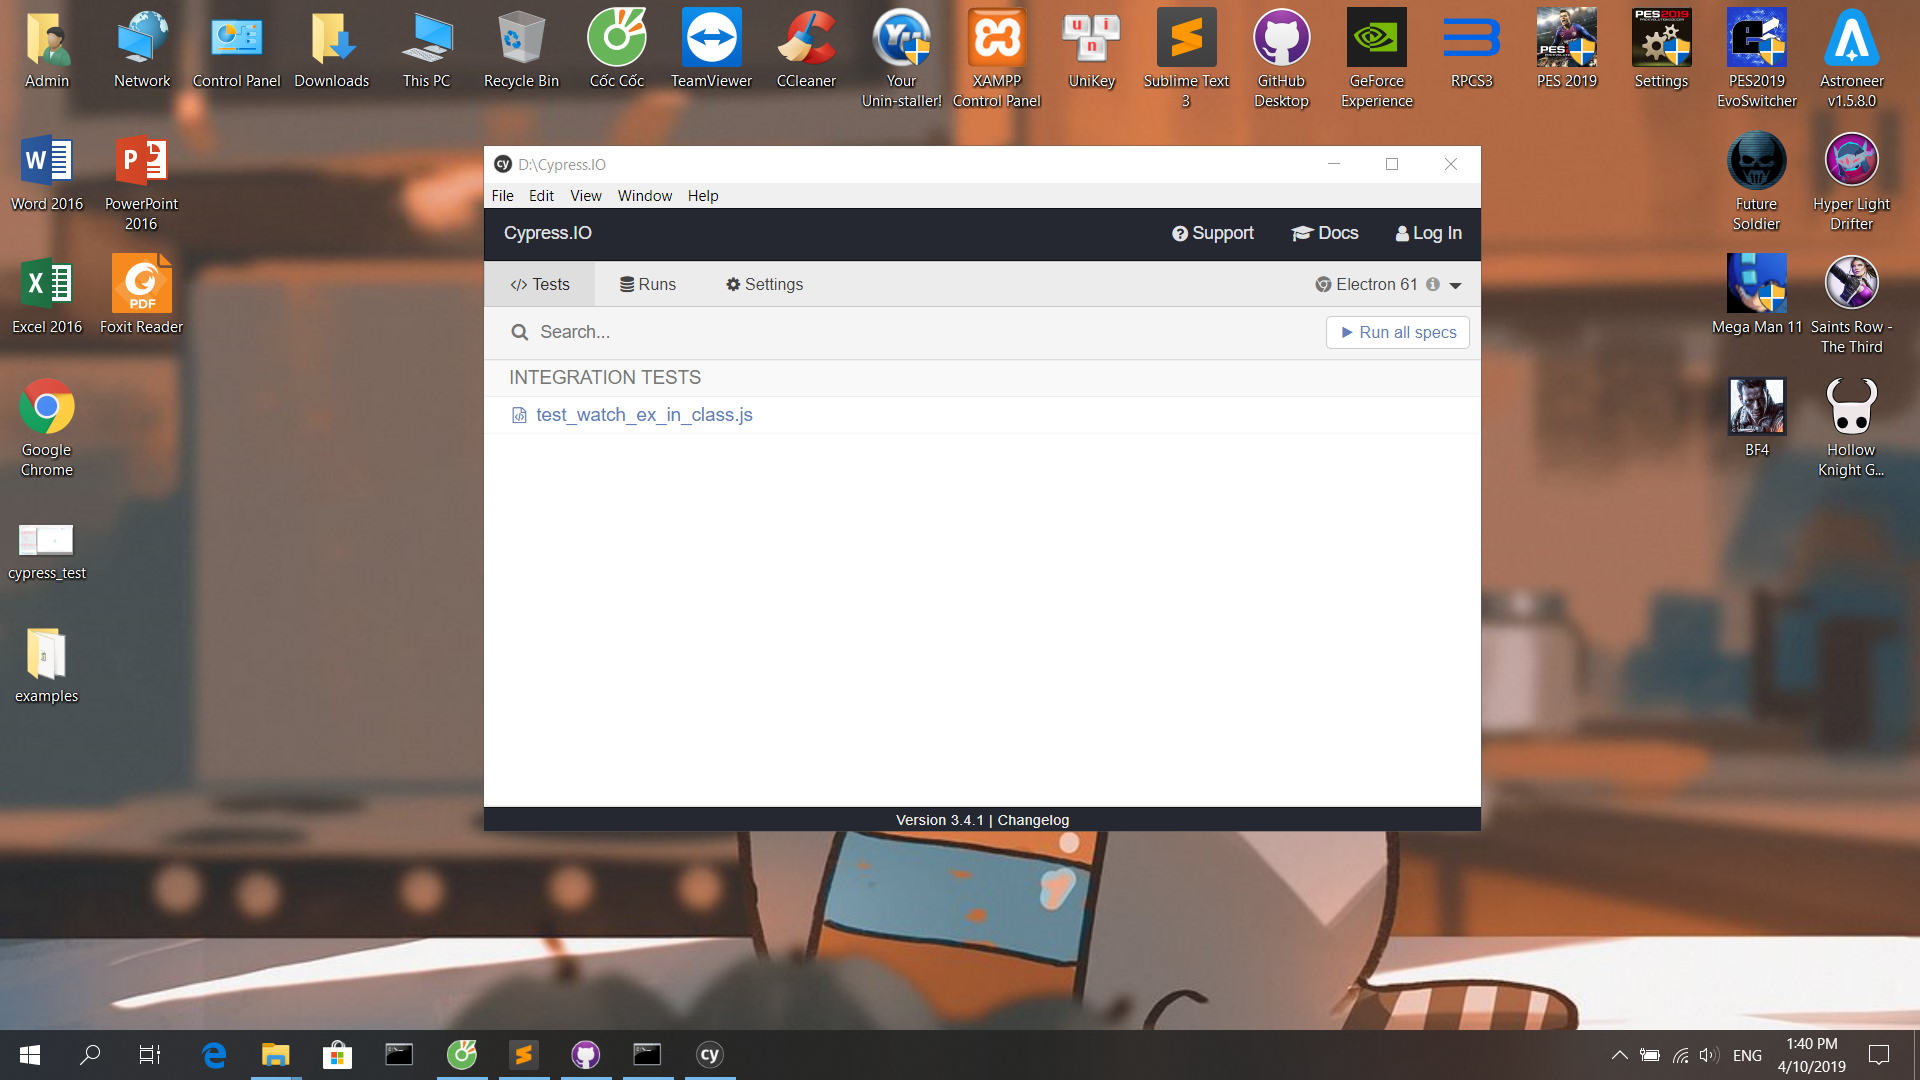 Admin
Network
Control Panel
Downloads
This PC
Recycle Bin
Cốc Cốc
TeamViewer
CCleaner
Your
Unin-staller!
XAMPP
Control Panel
UniKey
Sublime Text
3
GitHub
Desktop
GeForce
Experience
RPCS3
PES 2019
Settings
PES2019
EvoSwitcher
Astroneer
v1.5.8.0
Word 2016
PowerPoint
2016
Future
Soldier
Hyper Light
Drifter
Excel 2016
Foxit Reader
Mega Man 11
Saints Row -
The Third
Google
Chrome
BF4
Hollow
Knight G...
cypress_test
examples
D:\Cypress.IO
File Edit View Window Help
Cypress.IO
Support
Docs
Log In
</> Tests
Runs
Settings
Electron 61
Search...
Run all specs
INTEGRATION TESTS
test_watch_ex_in_class.js
Version 3.4.1 | Changelog
cy
ENG
1:40 PM
4/10/2019